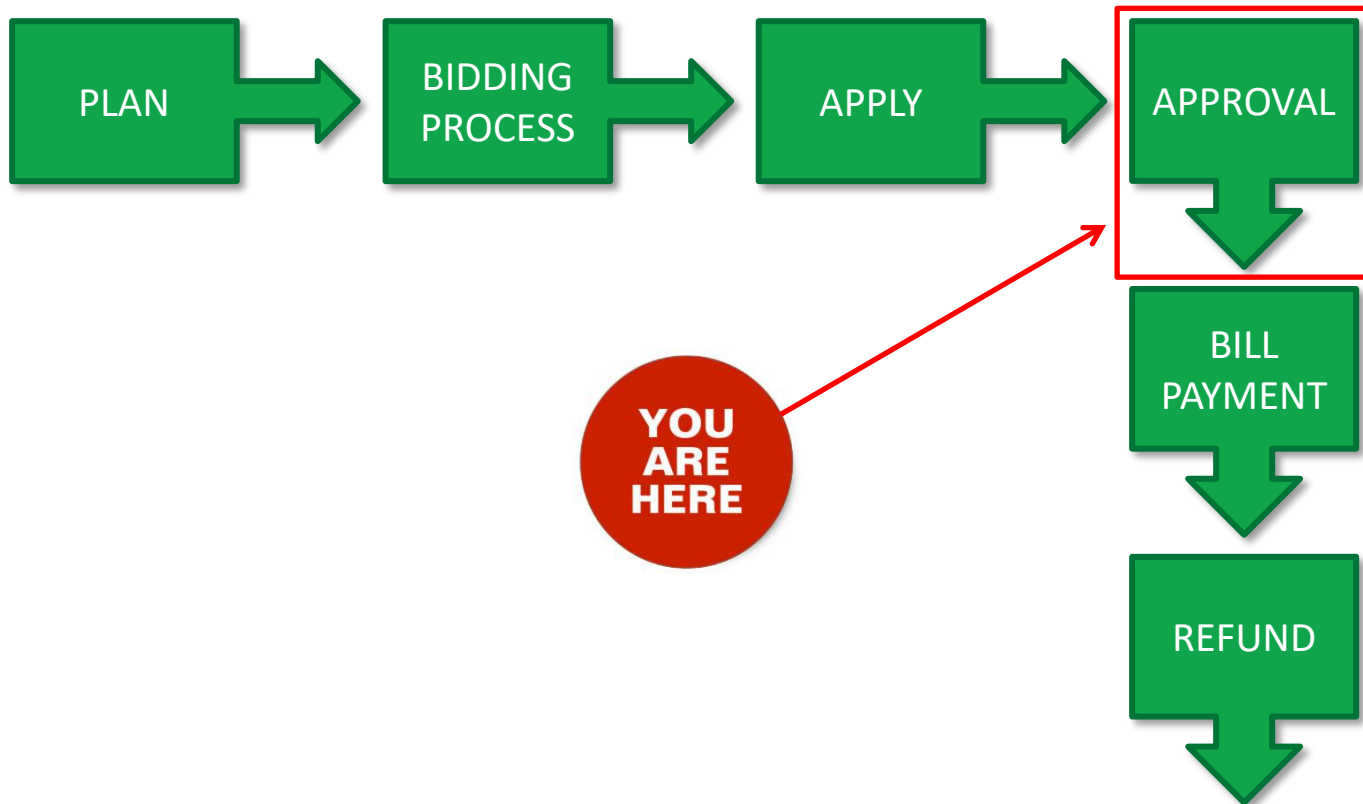 PLAN
BIDDING
PROCESS
APPLY
APPROVAL
BILL
PAYMENT
YOU
ARE
HERE
REFUND